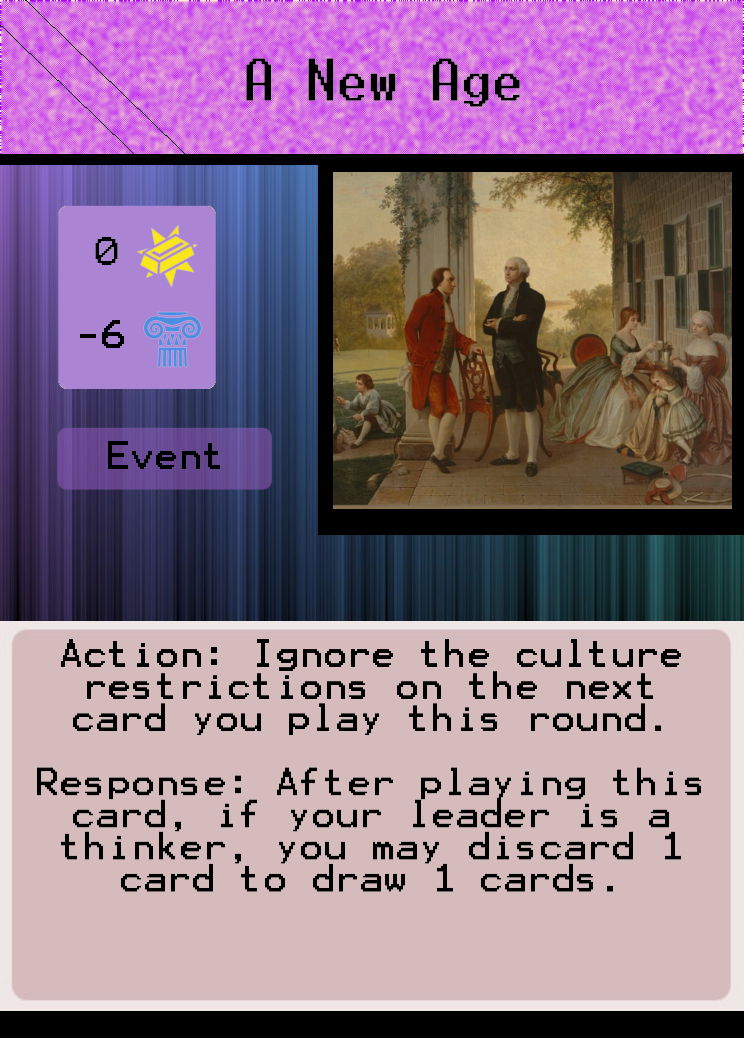 A New Age
0
-6
Event
Action: Ignore the culture
restrictions on the next
card you play this round.
Response: After playing this
card, if your leader is a
thinker, you may discard 1
card to draw 1 cards.